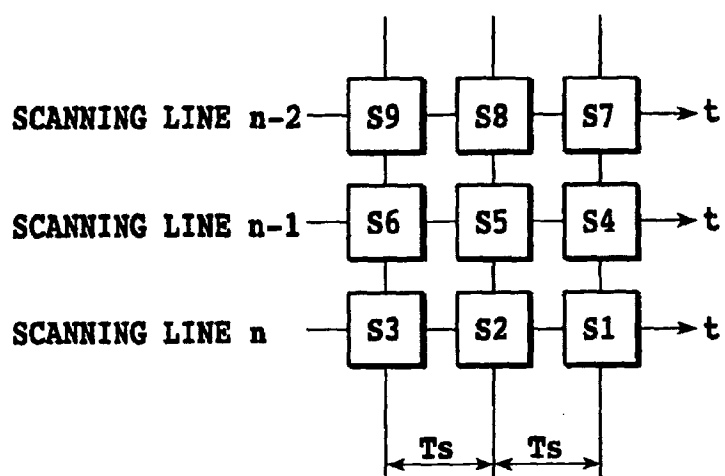 SCANNING LINE n-2 S9 S8 S7 t
SCANNING LINE n-1 S6 S5 S4 t
SCANNING LINE n S3 S2 S1 t
Ts Ts